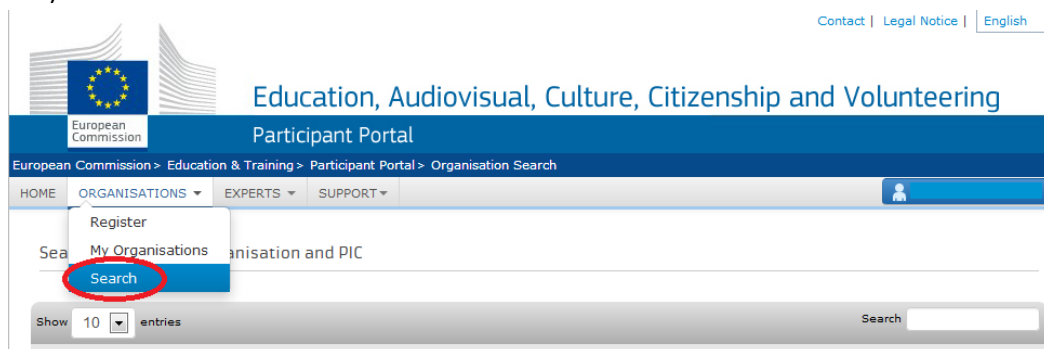 Contact | Legal Notice | English
Education, Audiovisual, Culture, Citizenship and Volunteering
European
Commission
Participant Portal
European Commission > Education & Training > Participant Portal > Organisation Search
HOME ORGANISATIONS EXPERTS SUPPORT
Register
My Organisations
Search
anisation and PIC
Show 10 entries Search